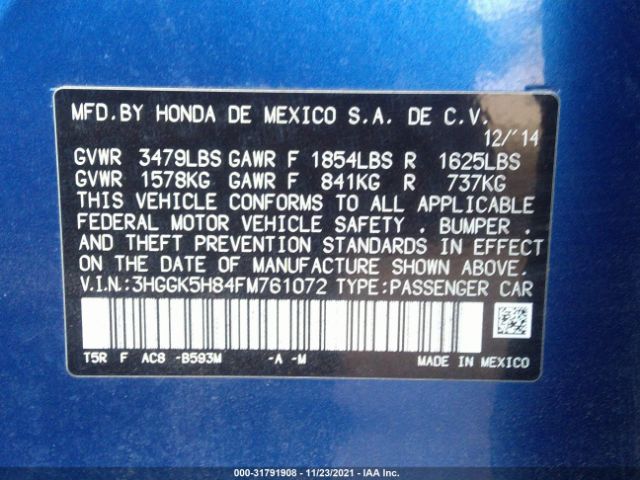 MFD.BY HONDA DE MEXICO S.A. DE C.V.
12/'14
GVWR 3479LBS GAWR F 1854LBS R 1625LBS
GVWR 1578KG GAWR F 841KG R 737KG
THIS VEHICLE CONFORMS TO ALL APPLICABLE
FEDERAL MOTOR VEHICLE SAFETY , BUMPER ,
AND THEFT PREVENTION STANDARDS IN EFFECT
ON THE DATE OF MANUFACTURE SHOWN ABOVE.
V.I.N.:3HGGK5H84FM761072 TYPE:PASSENGER CAR
T5R F AC8 -B593M -A -M MADE IN MEXICO
000-31791908 - 11/23/2021 - IAA Inc.